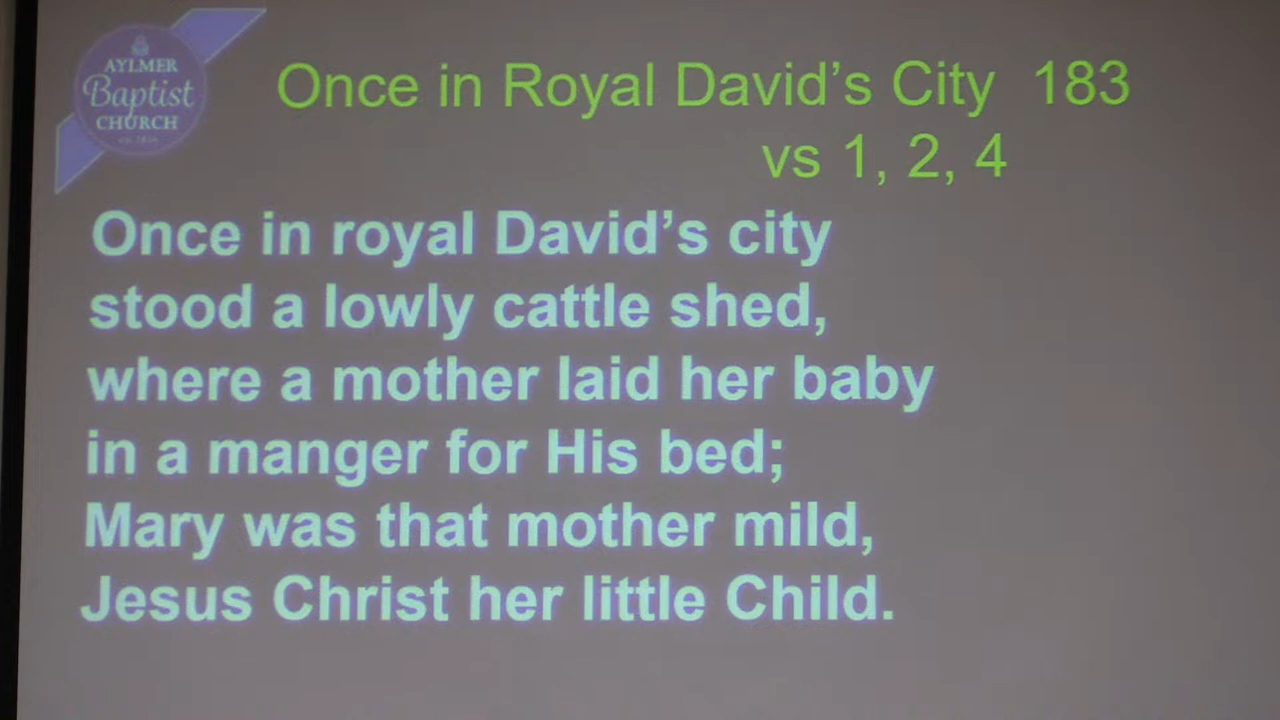 AYLMER
Baptist
CHURCH
Once in Royal David's City 183
vs 1, 2, 4
Once in royal David's city
stood a lowly cattle shed,
where a mother laid her baby
in a manger for His bed;
Mary was that mother mild,
Jesus Christ her little Child.